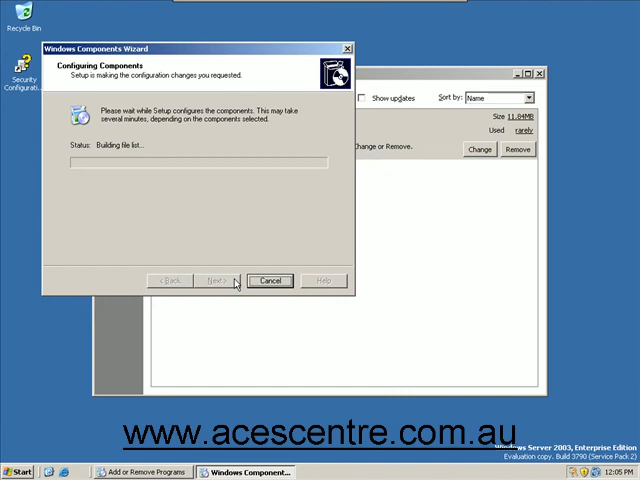 Recycle Bin
Security
Configurati...
Windows Components Wizard
Configuring Components
Setup is making the configuration changes you requested.
Please wait while Setup configures the components. This may take
several minutes, depending on the components selected.
Status: Building file list...
< Back
Next >
Cancel
Help
Show updates
Sort by: Name
Size 11.84MB
Used rarely
Change or Remove.
Change
Remove
www.acescentre.com.au
Windows Server 2003, Enterprise Edition
Evaluation copy. Build 3790 (Service Pack 2)
Start
Add or Remove Programs
Windows Component...
12:05 PM